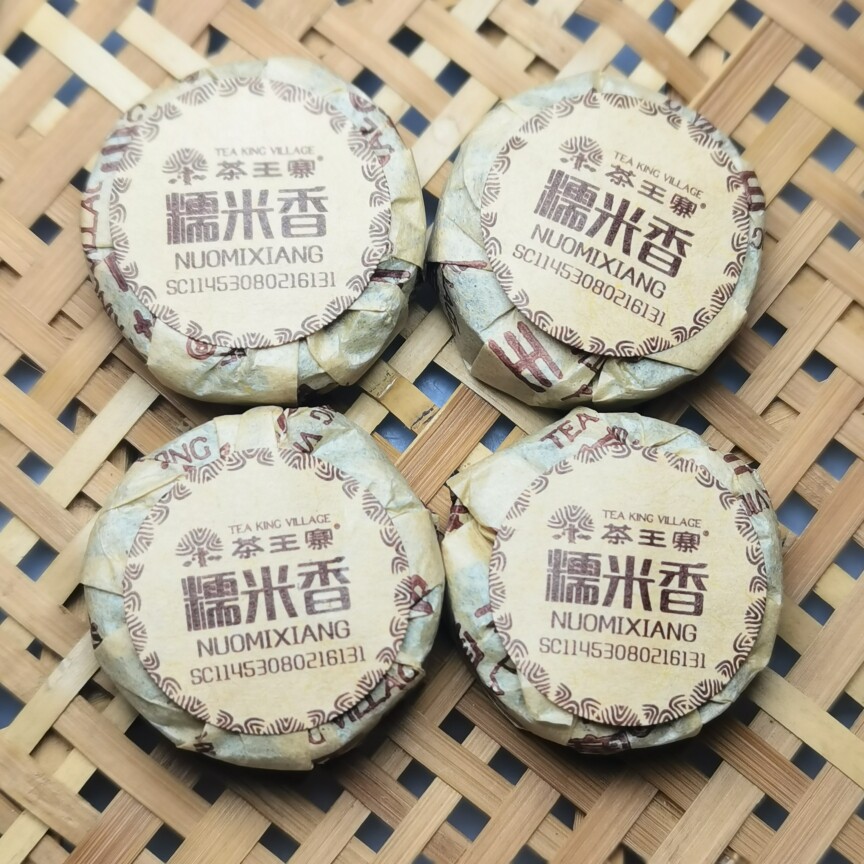 TEA KING VILLAGE
茶王寨®
糯米香
NUOMIXIANG
SC11453080216131
TEA KING VILLAGE
茶王寨®
糯米香
NUOMIXIANG
SC11453080216131
TEA KING VILLAGE
茶王寨®
糯米香
NUOMIXIANG
SC11453080216131
TEA
TEA KING VILLAGE
茶王寨®
糯米香
NUOMIXIANG
SC11453080216131